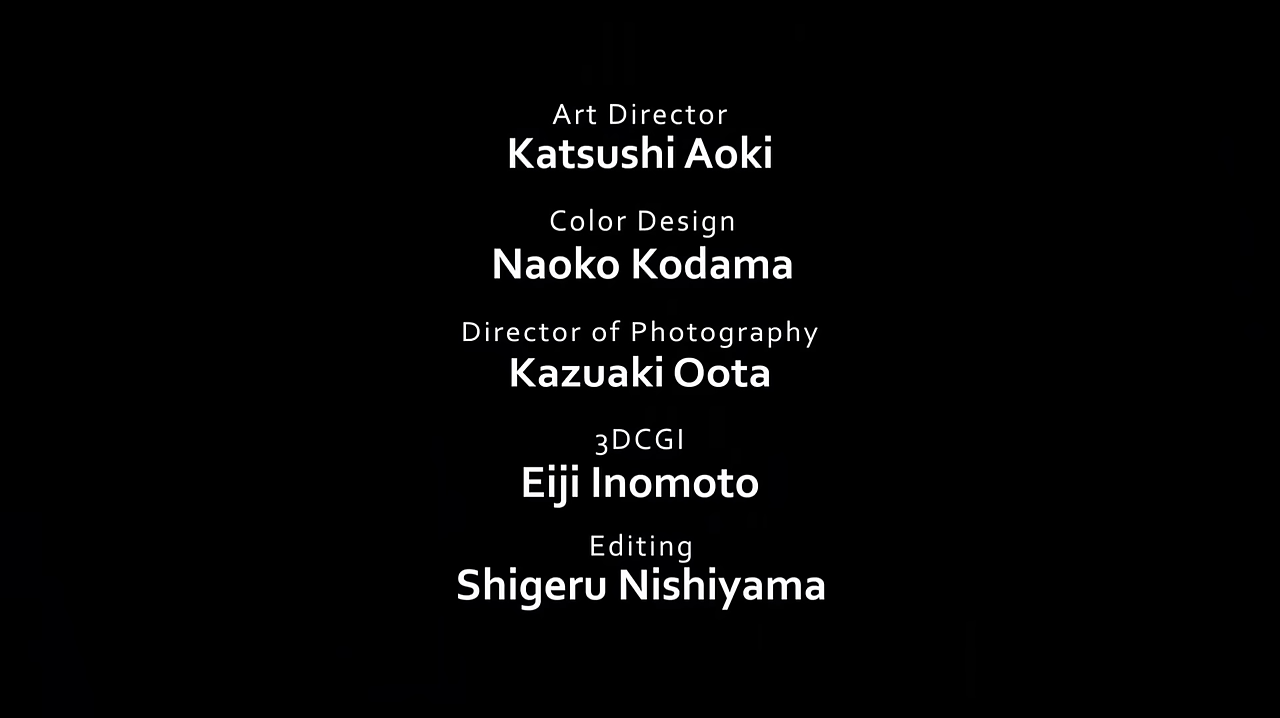 Art Director
Katsushi Aoki
Color Design
Naoko Kodama
Director of Photography
Kazuaki Oota
3DCGI
Eiji Inomoto
Editing
Shigeru Nishiyama